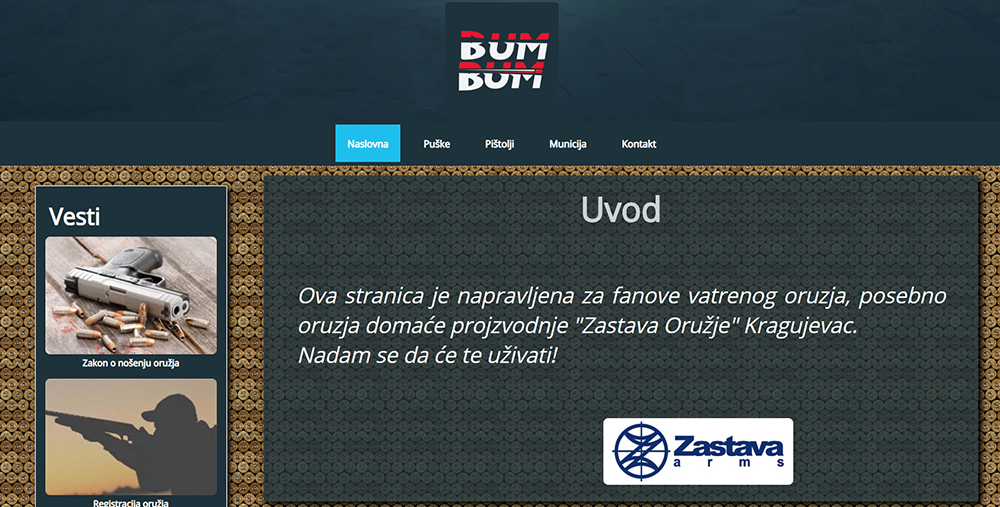 BUM
BUM
Naslovna Puške Pištolji Municija Kontakt
Vesti
Zakon o nošenju oružja
Registracija oružja
Uvod
Ova stranica je napravljena za fanove vatrenog oruzja, posebno
oruzja domaće projzvodnje "Zastava Oružje" Kragujevac.
Nadam se da će te uživati!
Zastava
arms